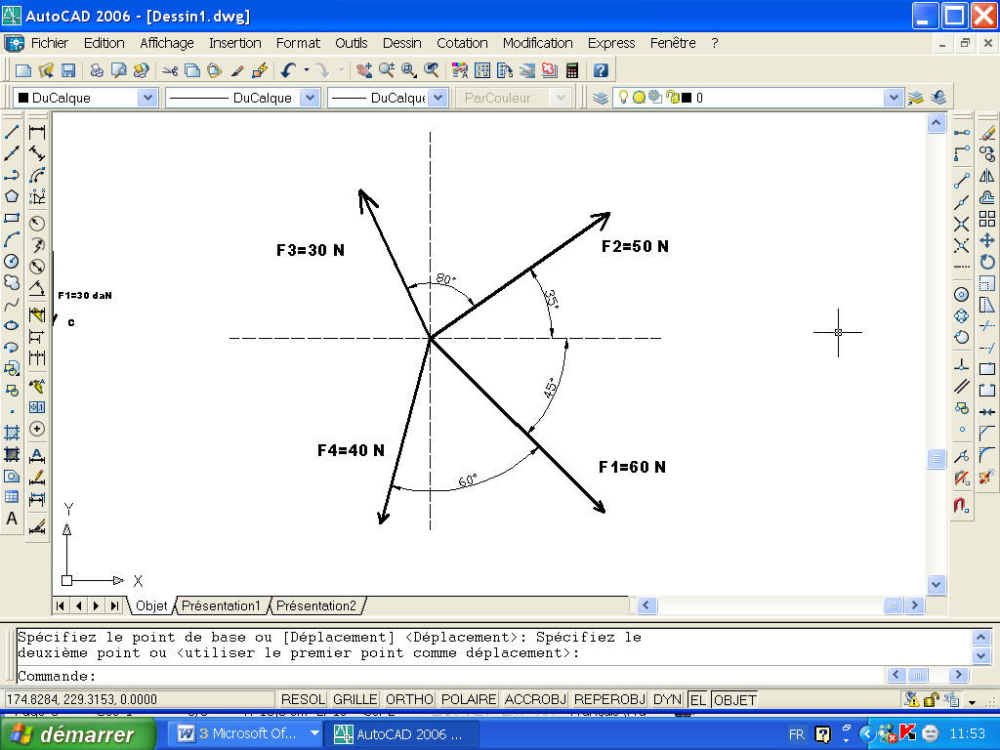 AutoCAD 2006 - [Dessin1.dwg]
Fichier Edition Affichage Insertion Format Outils Dessin Cotation Modification Express Fenêtre ?
DuCalque DuCalque DuCalque ParCouleur 0
F3=30 N
F2=50 N
80°
35°
F1=30 daN
C
45°
F4=40 N
F1=60 N
60°
A
Y
X
Objet Présentation1 Présentation2
Spécifiez le point de base ou [Déplacement] <Déplacement>: Spécifiez le
deuxième point ou <utiliser le premier point comme déplacement>:
Commande:
174.8284, 229.3153, 0.0000 RESOL GRILLE ORTHO POLAIRE ACCROBJ REPEROBJ DYN EL OBJET
démarrer 3 Microsoft Of... AutoCAD 2006 ... FR 11:53